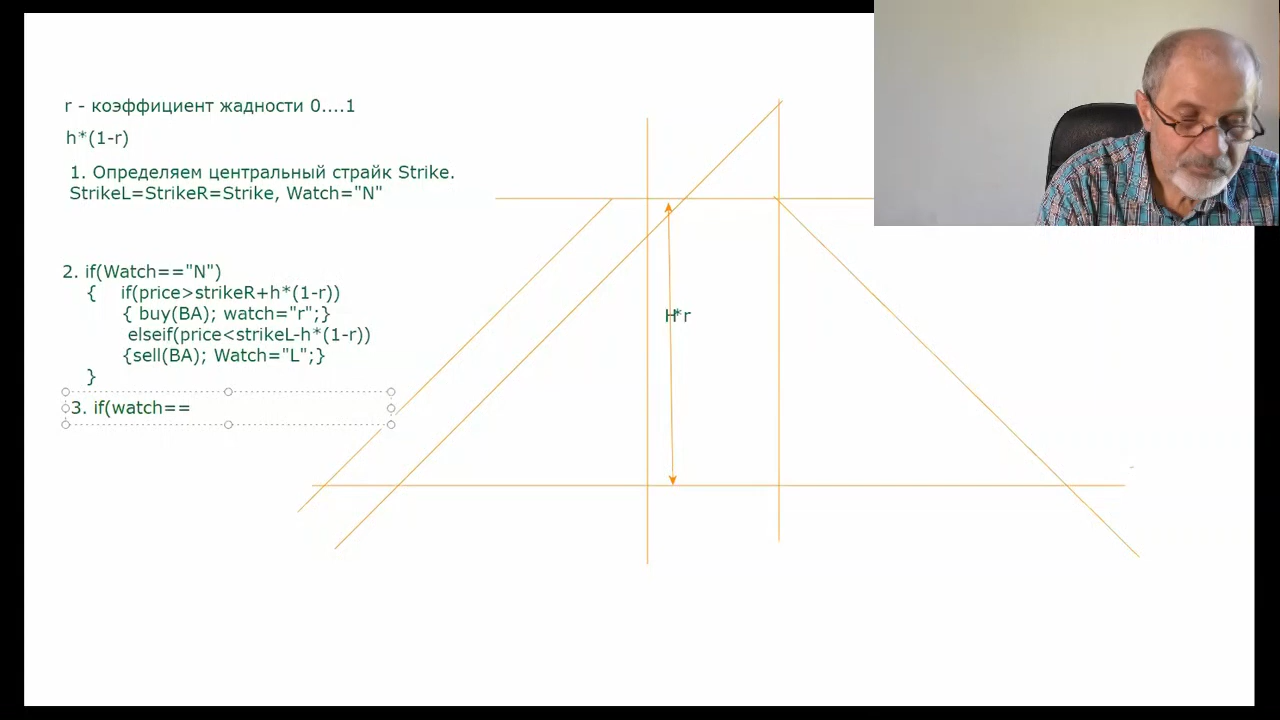 r - коэффициент жадности 0....1
h*(1-r)
1. Определяем центральный страйк Strike.
StrikeL=StrikeR=Strike, Watch="N"
2. if(Watch=="N")
{ if(price>strikeR+h*(1-r))
{ buy(BA); watch="r";}
elseif(price<strikeL-h*(1-r))
{sell(BA); Watch="L";}
}
3. if(watch==
H*r